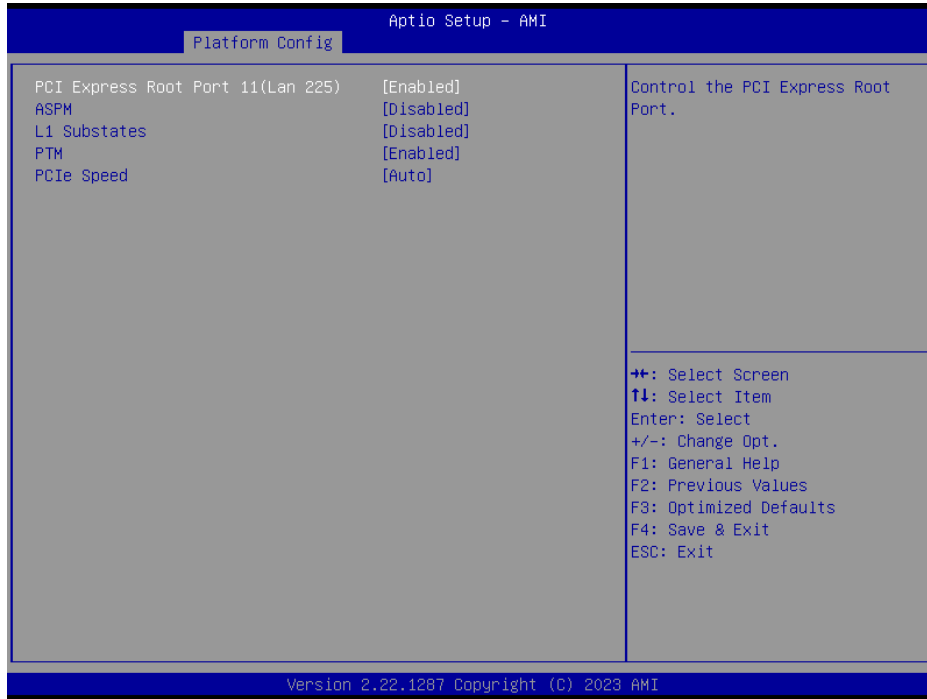 Aptio Setup – AMI
Platform Config
PCI Express Root Port 11(Lan 225) [Enabled]
ASPM [Disabled]
L1 Substates [Disabled]
PTM [Enabled]
PCIe Speed [Auto]
Control the PCI Express Root
Port.
→←: Select Screen
↑↓: Select Item
Enter: Select
+/-: Change Opt.
F1: General Help
F2: Previous Values
F3: Optimized Defaults
F4: Save & Exit
ESC: Exit
Version 2.22.1287 Copyright (C) 2023 AMI